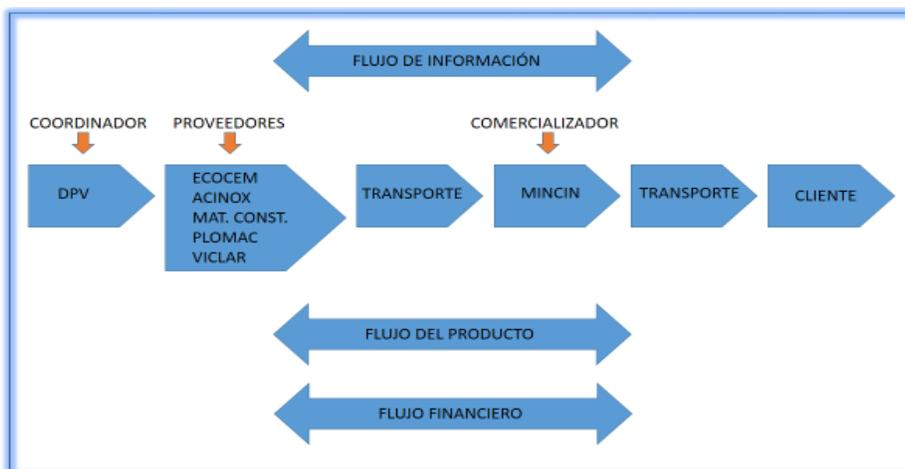 FLUJO DE INFORMACIÓN
COORDINADOR
PROVEEDORES
COMERCIALIZADOR
DPV
ECOCEM
ACINOX
MAT. CONST.
PLOMAC
VICLAR
TRANSPORTE
MINCIN
TRANSPORTE
CLIENTE
FLUJO DEL PRODUCTO
FLUJO FINANCIERO